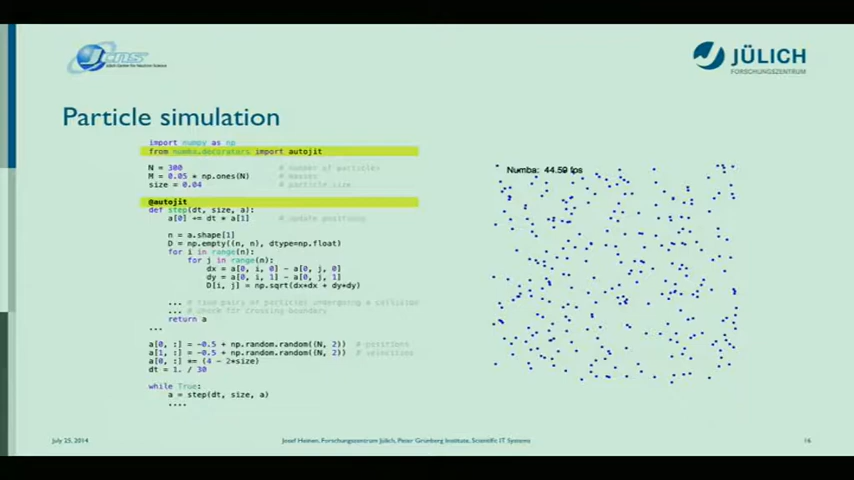 JCNS
Jülich Centre for Neutron Science
JÜLICH
FORSCHUNGSZENTRUM
Particle simulation
import numpy as np
from numba.decorators import autojit
N = 300 # number of particles
M = 0.05 * np.ones(N) # masses
size = 0.04 # particle size
@autojit
def step(dt, size, a):
a[0] += dt * a[1] # update positions
n = a.shape[1]
D = np.empty((n, n), dtype=np.float)
for i in range(n):
for j in range(n):
dx = a[0, i, 0] - a[0, j, 0]
dy = a[0, i, 1] - a[0, j, 1]
D[i, j] = np.sqrt(dx*dx + dy*dy)
... # find pairs of particles undergoing a collision
... # check for crossing boundary
return a
...
a[0, :] = -0.5 + np.random.random((N, 2)) # positions
a[1, :] = -0.5 + np.random.random((N, 2)) # velocities
a[0, :] *= (4 - 2*size)
dt = 1. / 30
while True:
a = step(dt, size, a)
....
Numba: 44.59 fps
July 25, 2014
Josef Heinen, Forschungszentrum Jülich, Peter Grünberg Institute, Scientific IT Systems
16